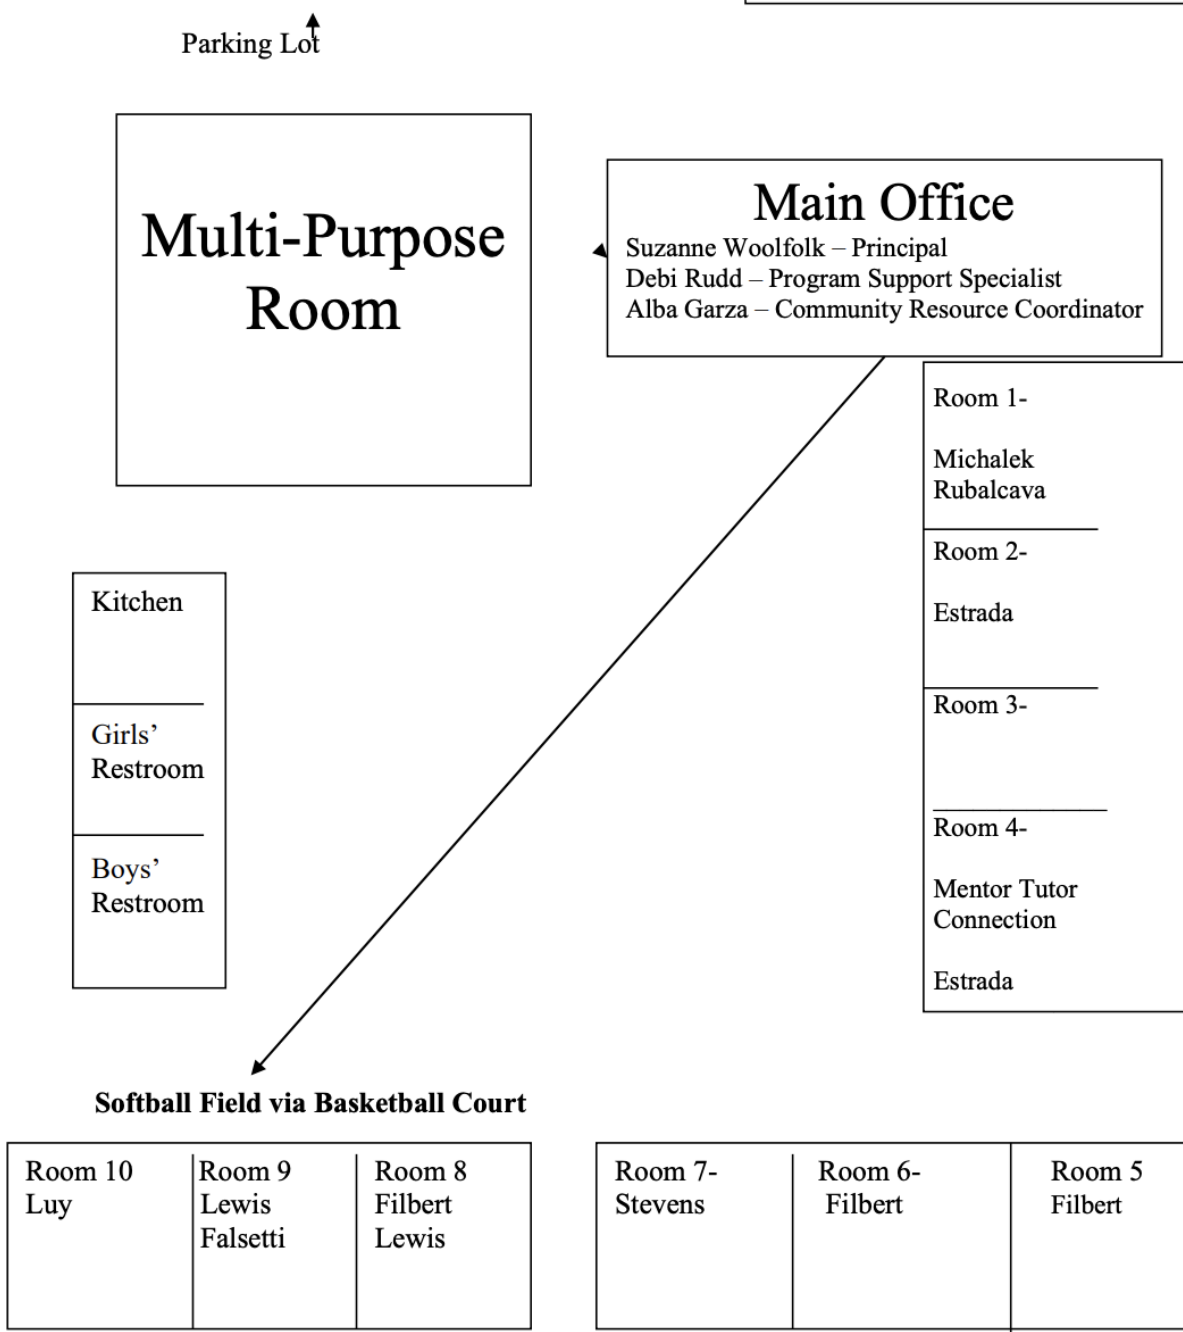 Parking Lot
Multi-Purpose
Room
Main Office
Suzanne Woolfolk – Principal
Debi Rudd – Program Support Specialist
Alba Garza – Community Resource Coordinator
Room 1-
Michalek
Rubalcava
Room 2-
Estrada
Room 3-
Room 4-
Mentor Tutor
Connection
Estrada
Kitchen
Girls’
Restroom
Boys’
Restroom
Softball Field via Basketball Court
Room 10
Luy
Room 9
Lewis
Falsetti
Room 8
Filbert
Lewis
Room 7-
Stevens
Room 6-
Filbert
Room 5
Filbert